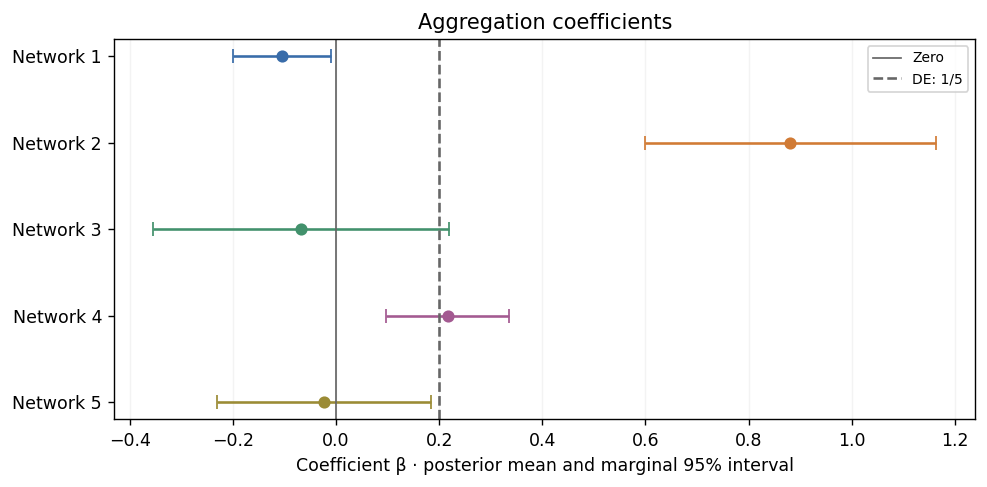 Aggregation coefficients
Zero
DE: 1/5
Network 1
Network 2
Network 3
Network 4
Network 5
−0.4 −0.2 0.0 0.2 0.4 0.6 0.8 1.0 1.2
Coefficient β · posterior mean and marginal 95% interval